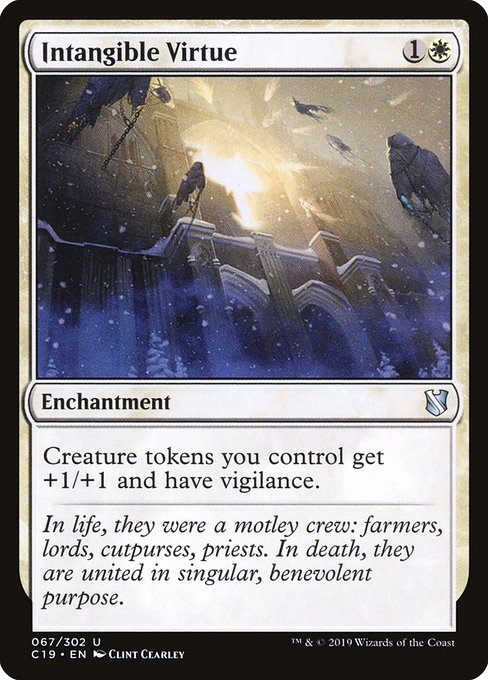 Intangible Virtue 1
Enchantment
Creature tokens you control get
+1/+1 and have vigilance.
In life, they were a motley crew: farmers,
lords, cutpurses, priests. In death, they
are united in singular, benevolent
purpose.
067/302 U
C19 • EN Clint Cearley
™ & © 2019 Wizards of the Coast